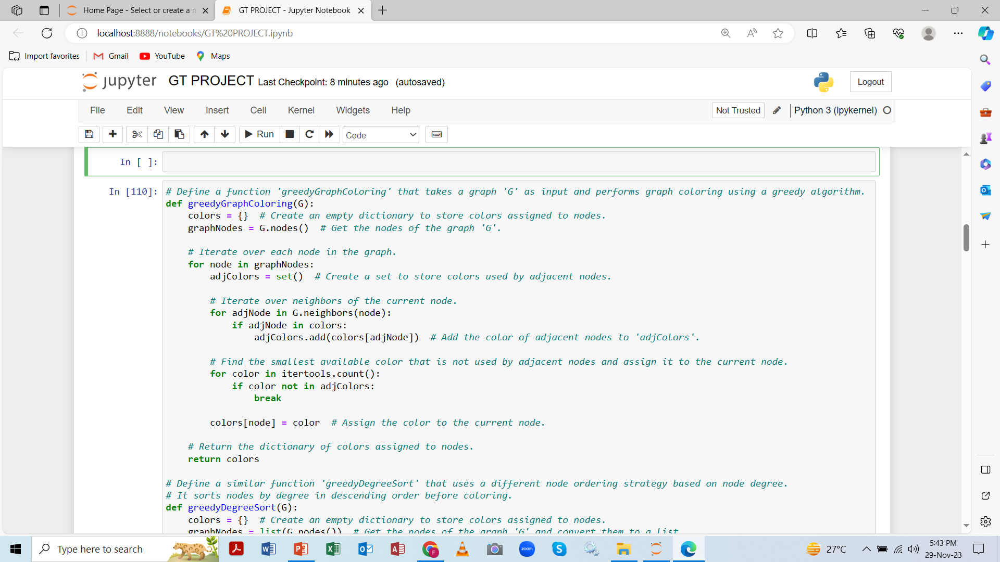 Home Page - Select or create a n
GT PROJECT - Jupyter Notebook
localhost:8888/notebooks/GT%20PROJECT.ipynb
Import favorites
Gmail
YouTube
Maps
jupyter GT PROJECT Last Checkpoint: 8 minutes ago (autosaved)
Logout
File Edit View Insert Cell Kernel Widgets Help
Not Trusted
Python 3 (ipykernel)
Run
Code
In [ ]:
In [110]:
# Define a function 'greedyGraphColoring' that takes a graph 'G' as input and performs graph coloring using a greedy algorithm.
def greedyGraphColoring(G):
    colors = {}  # Create an empty dictionary to store colors assigned to nodes.
    graphNodes = G.nodes()  # Get the nodes of the graph 'G'.
    # Iterate over each node in the graph.
    for node in graphNodes:
        adjColors = set()  # Create a set to store colors used by adjacent nodes.
        # Iterate over neighbors of the current node.
        for adjNode in G.neighbors(node):
            if adjNode in colors:
                adjColors.add(colors[adjNode])  # Add the color of adjacent nodes to 'adjColors'.
        # Find the smallest available color that is not used by adjacent nodes and assign it to the current node.
        for color in itertools.count():
            if color not in adjColors:
                break
        colors[node] = color  # Assign the color to the current node.
    # Return the dictionary of colors assigned to nodes.
    return colors
# Define a similar function 'greedyDegreeSort' that uses a different node ordering strategy based on node degree.
# It sorts nodes by degree in descending order before coloring.
def greedyDegreeSort(G):
    colors = {}  # Create an empty dictionary to store colors assigned to nodes.
    graphNodes = list(G.nodes())  # Get the nodes of the graph 'G' and convert them to a list
Type here to search
zoom
27°C
5:43 PM
29-Nov-23